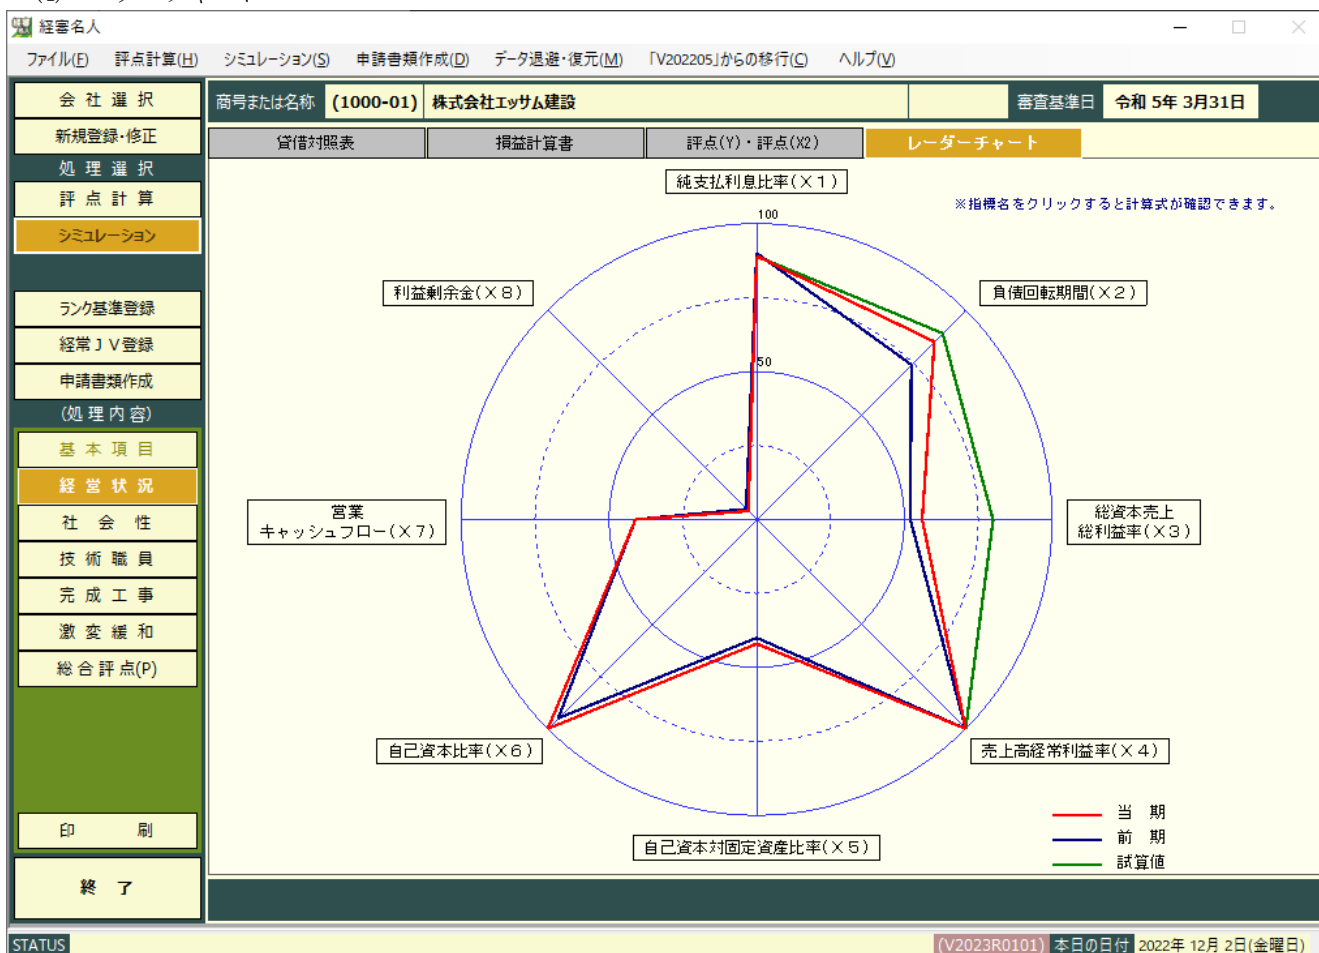 経審名人
ファイル(F) 評点計算(H) シミュレーション(S) 申請書類作成(D) データ退避・復元(M) 「V202205」からの移行(C) ヘルプ(V)
会 社 選 択
新規登録・修正
処 理 選 択
評 点 計 算
シミュレーション
ランク基準登録
経常ＪＶ登録
申請書類作成
(処 理 内 容)
基 本 項 目
経 営 状 況
社 会 性
技 術 職 員
完 成 工 事
激 変 緩 和
総 合 評 点(P)
印 刷
終 了
商号または名称 (1000-01) 株式会社エッサム建設 審査基準日 令和 5年 3月31日
貸借対照表 損益計算書 評点(Y)・評点(X2) レーダーチャート
純支払利息比率(Ｘ１)
※指標名をクリックすると計算式が確認できます。
100
利益剰余金(Ｘ８)
負債回転期間(Ｘ２)
50
営業
キャッシュフロー(Ｘ７)
総資本売上
総利益率(Ｘ３)
自己資本比率(Ｘ６)
売上高経常利益率(Ｘ４)
自己資本対固定資産比率(Ｘ５)
当 期
前 期
試算値
STATUS (V2023R0101) 本日の日付 2022年 12月 2日(金曜日)